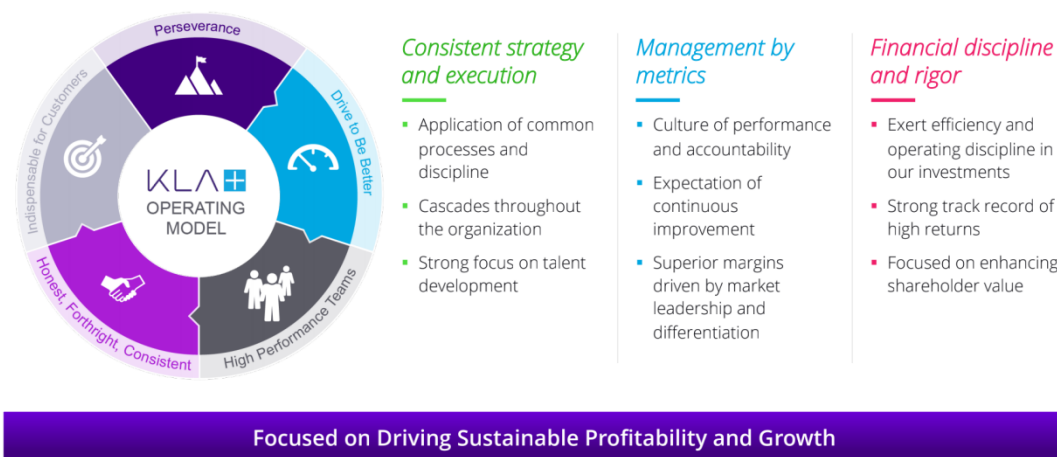 Perseverance
Drive to Be Better
High Performance Teams
Honest, Forthright, Consistent
Indispensable for Customers
KLA+
OPERATING
MODEL
Consistent strategy
and execution
▪ Application of common
processes and
discipline
▪ Cascades throughout
the organization
▪ Strong focus on talent
development
Management by
metrics
▪ Culture of performance
and accountability
▪ Expectation of
continuous
improvement
▪ Superior margins
driven by market
leadership and
differentiation
Financial discipline
and rigor
▪ Exert efficiency and
operating discipline in
our investments
▪ Strong track record of
high returns
▪ Focused on enhancing
shareholder value
Focused on Driving Sustainable Profitability and Growth